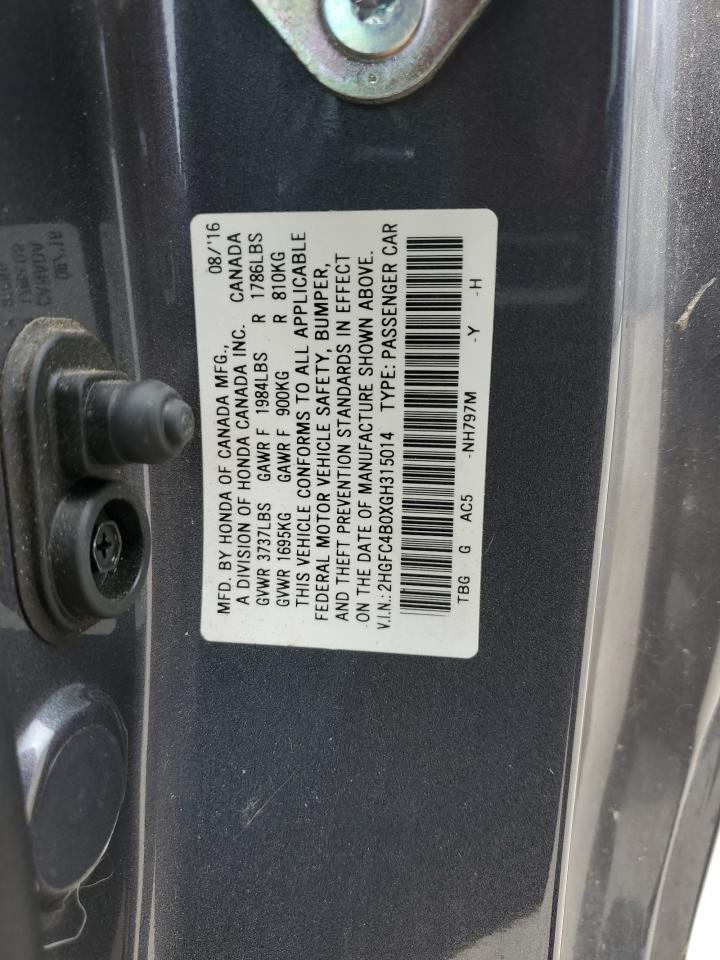 MFD. BY HONDA OF CANADA MFG., 08/'16
A DIVISION OF HONDA CANADA INC. CANADA
GVWR 3737LBS GAWR F 1984LBS R 1786LBS
GVWR 1695KG GAWR F 900KG R 810KG
THIS VEHICLE CONFORMS TO ALL APPLICABLE
FEDERAL MOTOR VEHICLE SAFETY, BUMPER,
AND THEFT PREVENTION STANDARDS IN EFFECT
ON THE DATE OF MANUFACTURE SHOWN ABOVE.
V.I.N.: 2HGFC4B0XGH315014 TYPE: PASSENGER CAR
TBG G AC5 -NH797M -Y -H